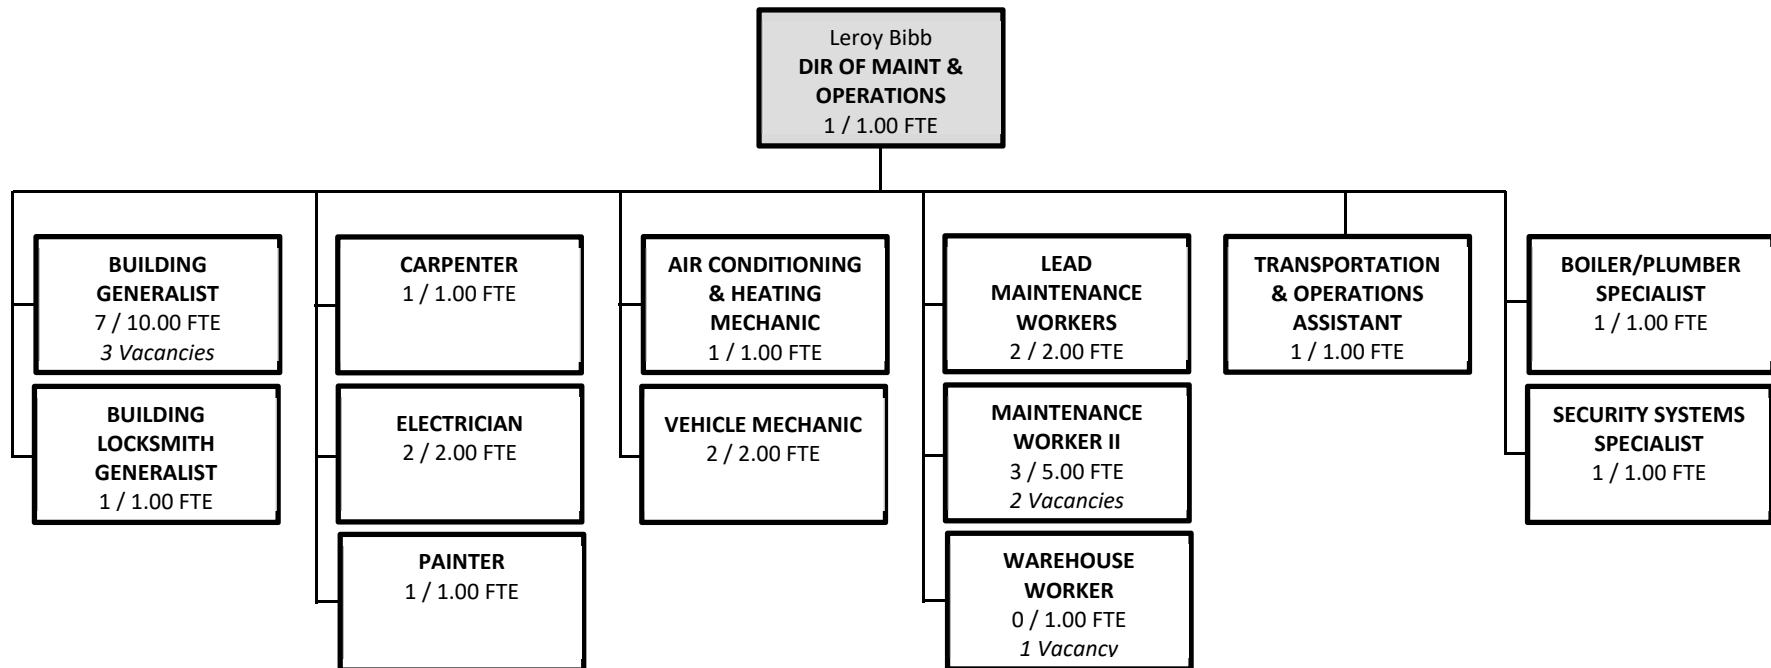 Leroy Bibb
DIR OF MAINT &
OPERATIONS
1 / 1.00 FTE
BUILDING
GENERALIST
7 / 10.00 FTE
3 Vacancies
BUILDING
LOCKSMITH
GENERALIST
1 / 1.00 FTE
CARPENTER
1 / 1.00 FTE
ELECTRICIAN
2 / 2.00 FTE
PAINTER
1 / 1.00 FTE
AIR CONDITIONING
& HEATING
MECHANIC
1 / 1.00 FTE
VEHICLE MECHANIC
2 / 2.00 FTE
LEAD
MAINTENANCE
WORKERS
2 / 2.00 FTE
MAINTENANCE
WORKER II
3 / 5.00 FTE
2 Vacancies
WAREHOUSE
WORKER
0 / 1.00 FTE
1 Vacancy
TRANSPORTATION
& OPERATIONS
ASSISTANT
1 / 1.00 FTE
BOILER/PLUMBER
SPECIALIST
1 / 1.00 FTE
SECURITY SYSTEMS
SPECIALIST
1 / 1.00 FTE